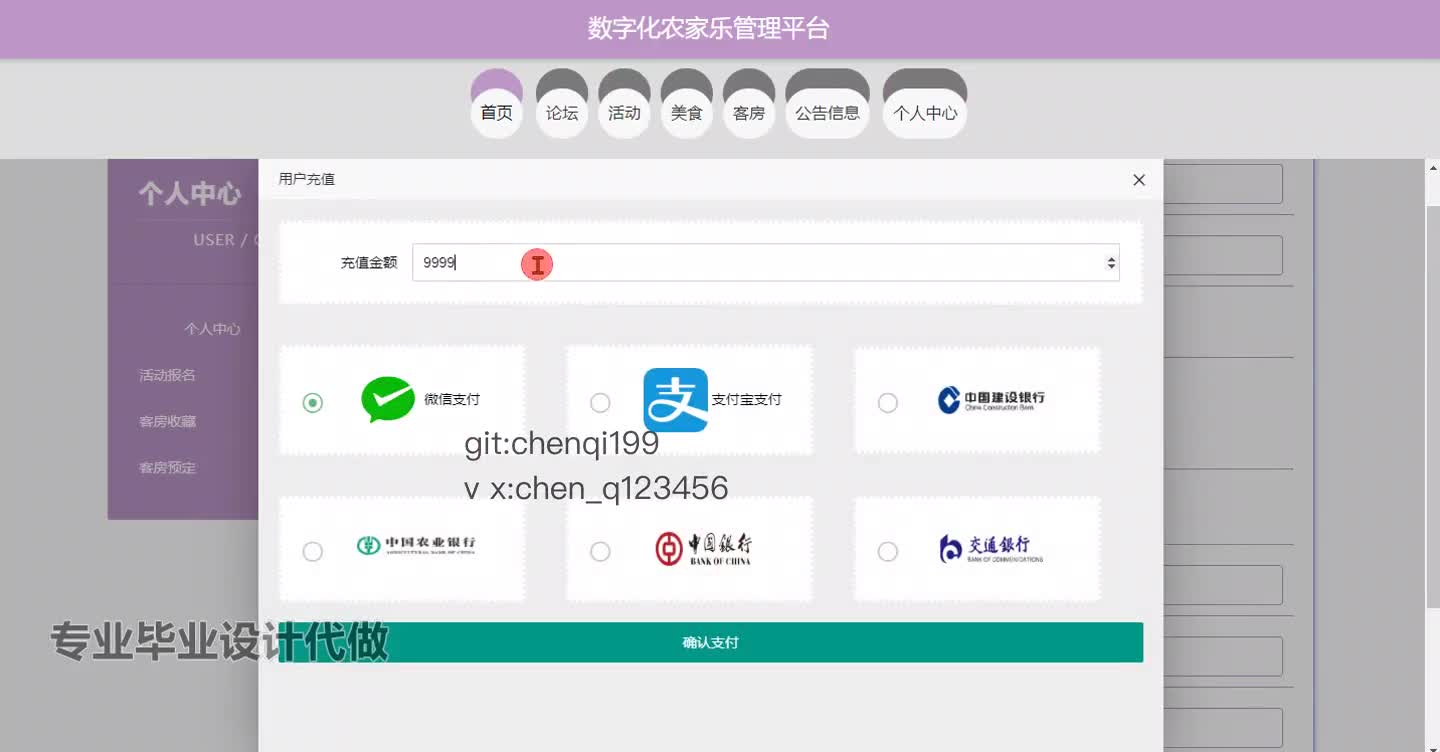 数字化农家乐管理平台
首页
论坛
活动
美食
客房
公告信息
个人中心
个人中心
USER /
个人中心
活动报名
客房收藏
客房预定
用户充值
充值金额
9999
微信支付
支
支付宝支付
中国建设银行
China Construction Bank
git:chenqi199
v x:chen_q123456
中国农业银行
AGRICULTURAL BANK OF CHINA
中国银行
BANK OF CHINA
交通银行
BANK OF COMMUNICATIONS
专业毕业设计代做
确认支付